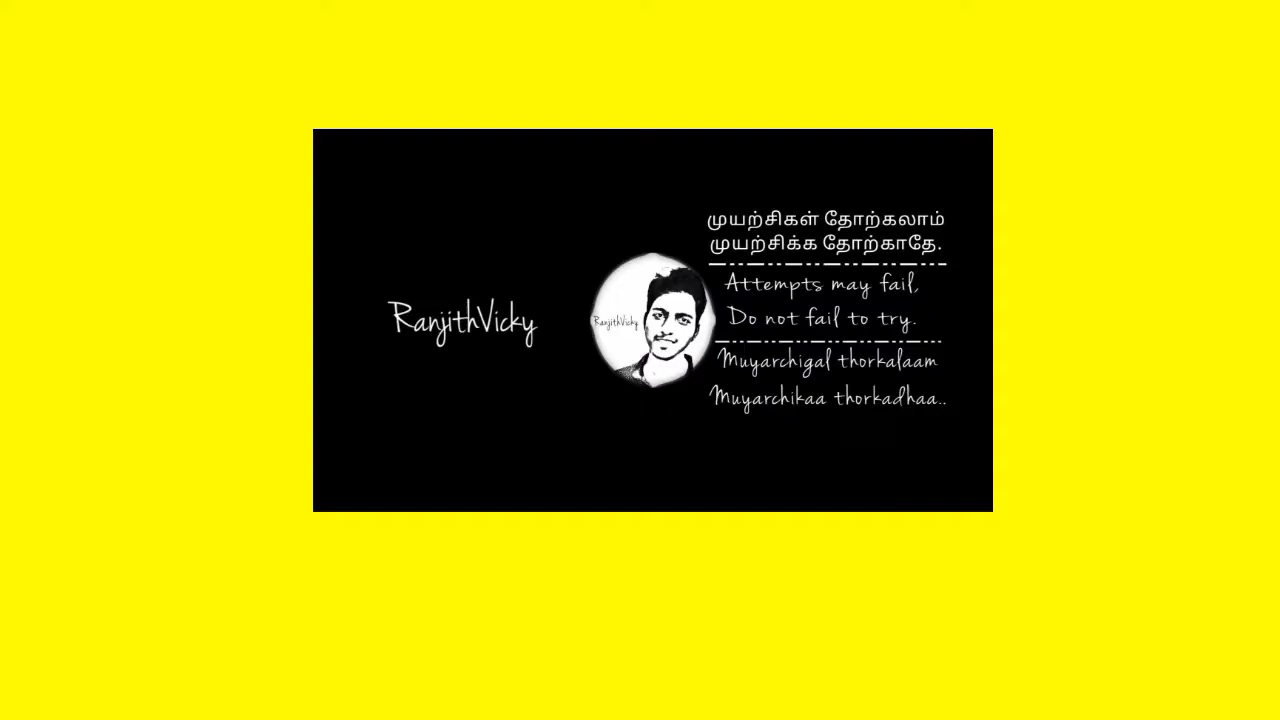 RanjithVicky
RanjithVicky
முயற்சிகள் தோற்கலாம்
முயற்சிக்க தோற்காதே.
Attempts may fail,
Do not fail to try.
Muyarchigal thorkalaam
Muyarchikaa thorkadhaa..